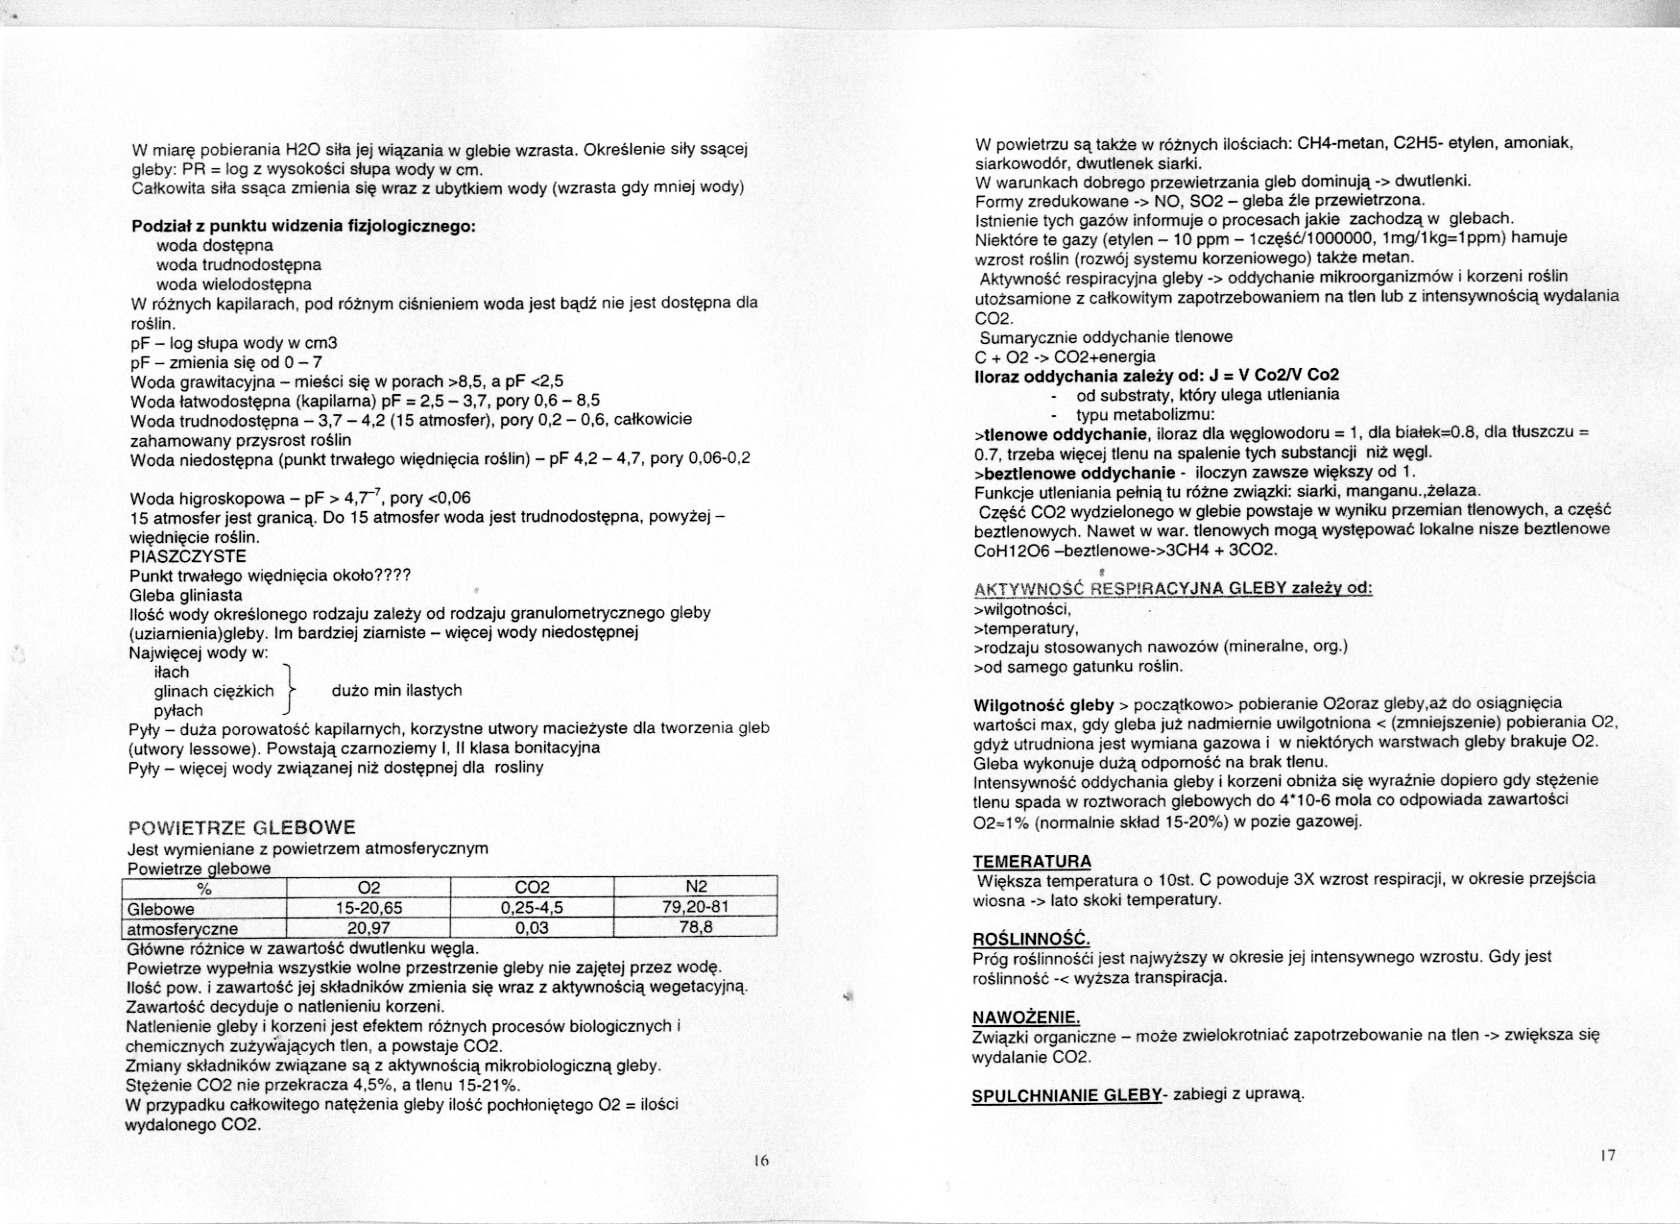 W miarę pobierania H2O siła jej wiązania w glebie wzrasta. Określenie siły ssącej
gleby: PR = log z wysokości słupa wody w cm.
Całkowita siła ssąca zmienia się wraz z ubytkiem wody (wzrasta gdy mniej wody)
Podział z punktu widzenia fizjologicznego:
woda dostępna
woda trudnodostępna
woda wielodostępna
W różnych kapilarach, pod różnym ciśnieniem woda jest bądź nie jest dostępna dla
roślin.
pF – log słupa wody w cm3
pF – zmienia się od 0 – 7
Woda grawitacyjna – mieści się w porach >8,5, a pF <2,5
Woda łatwodostępna (kapilarna) pF = 2,5 – 3,7, pory 0,6 – 8,5
Woda trudnodostępna – 3,7 – 4,2 (15 atmosfer), pory 0,2 – 0,6, całkowicie
zahamowany przysrost roślin
Woda niedostępna (punkt trwałego więdnięcia roślin) – pF 4,2 – 4,7, pory 0,06-0,2
Woda higroskopowa – pF > 4,7⁻⁷, pory <0,06
15 atmosfer jest granicą. Do 15 atmosfer woda jest trudnodostępna, powyżej –
więdnięcie roślin.
PIASZCZYSTE
Punkt trwałego więdnięcia około????
Gleba gliniasta
Ilość wody określonego rodzaju zależy od rodzaju granulometrycznego gleby
(uziarnienia)gleby. Im bardziej ziarniste – więcej wody niedostępnej
Najwięcej wody w:
iłach
glinach ciężkich } dużo min ilastych
pyłach
Pyły – duża porowatość kapilarnych, korzystne utwory macieżyste dla tworzenia gleb
(utwory lessowe). Powstają czarnoziemy I, II klasa bonitacyjna
Pyły – więcej wody związanej niż dostępnej dla rosliny
POWIETRZE GLEBOWE
Jest wymieniane z powietrzem atmosferycznym
Powietrze glebowe
% O2 CO2 N2
Glebowe 15-20,65 0,25-4,5 79,20-81
atmosferyczne 20,97 0,03 78,8
Główne różnice w zawartość dwutlenku węgla.
Powietrze wypełnia wszystkie wolne przestrzenie gleby nie zajętej przez wodę.
Ilość pow. i zawartość jej składników zmienia się wraz z aktywnością wegetacyjną.
Zawartość decyduje o natlenieniu korzeni.
Natlenienie gleby i korzeni jest efektem różnych procesów biologicznych i
chemicznych zużywających tlen, a powstaje CO2.
Zmiany składników związane są z aktywnością mikrobiologiczną gleby.
Stężenie CO2 nie przekracza 4,5%, a tlenu 15-21%.
W przypadku całkowitego natężenia gleby ilość pochłoniętego O2 = ilości
wydalonego CO2.
16
W powietrzu są także w różnych ilościach: CH4-metan, C2H5- etylen, amoniak,
siarkowodór, dwutlenek siarki.
W warunkach dobrego przewietrzania gleb dominują -> dwutlenki.
Formy zredukowane -> NO, SO2 – gleba źle przewietrzona.
Istnienie tych gazów informuje o procesach jakie zachodzą w glebach.
Niektóre te gazy (etylen – 10 ppm – 1część/1000000, 1mg/1kg=1ppm) hamuje
wzrost roślin (rozwój systemu korzeniowego) także metan.
Aktywność respiracyjna gleby -> oddychanie mikroorganizmów i korzeni roślin
utożsamione z całkowitym zapotrzebowaniem na tlen lub z intensywnością wydalania
CO2.
Sumarycznie oddychanie tlenowe
C + O2 -> CO2+energia
Iloraz oddychania zależy od: J = V Co2/V Co2
- od substraty, który ulega utleniania
- typu metabolizmu:
>tlenowe oddychanie, iloraz dla węglowodoru = 1, dla białek=0.8, dla tłuszczu =
0.7, trzeba więcej tlenu na spalenie tych substancji niż węgl.
>beztlenowe oddychanie - iloczyn zawsze większy od 1.
Funkcje utleniania pełnią tu różne związki: siarki, manganu.,żelaza.
Część CO2 wydzielonego w glebie powstaje w wyniku przemian tlenowych, a część
beztlenowych. Nawet w war. tlenowych mogą występować lokalne nisze beztlenowe
CoH12O6 –beztlenowe->3CH4 + 3CO2.
AKTYWNOŚĆ RESPIRACYJNA GLEBY zależy od:
>wilgotności,
>temperatury,
>rodzaju stosowanych nawozów (mineralne, org.)
>od samego gatunku roślin.
Wilgotność gleby > początkowo> pobieranie O2oraz gleby,aż do osiągnięcia
wartości max, gdy gleba już nadmiernie uwilgotniona < (zmniejszenie) pobierania O2,
gdyż utrudniona jest wymiana gazowa i w niektórych warstwach gleby brakuje O2.
Gleba wykonuje dużą odporność na brak tlenu.
Intensywność oddychania gleby i korzeni obniża się wyraźnie dopiero gdy stężenie
tlenu spada w roztworach glebowych do 4*10-6 mola co odpowiada zawartości
O2≈1% (normalnie skład 15-20%) w pozie gazowej.
TEMERATURA
Większa temperatura o 10st. C powoduje 3X wzrost respiracji, w okresie przejścia
wiosna -> lato skoki temperatury.
ROŚLINNOŚĆ.
Próg roślinnośći jest najwyższy w okresie jej intensywnego wzrostu. Gdy jest
roślinność -< wyższa transpiracja.
NAWOŻENIE.
Związki organiczne – może zwielokrotniać zapotrzebowanie na tlen -> zwiększa się
wydalanie CO2.
SPULCHNIANIE GLEBY- zabiegi z uprawą.
17